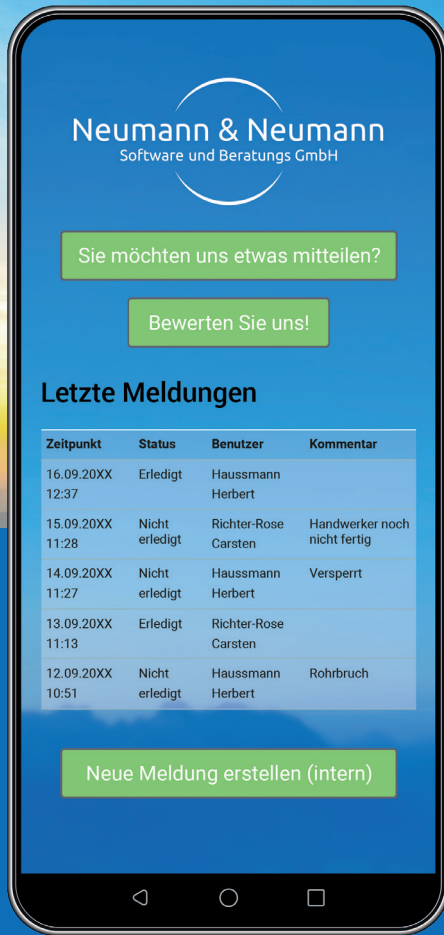 Neumann & Neumann
Software und Beratungs GmbH
Sie möchten uns etwas mitteilen?
Bewerten Sie uns!
Letzte Meldungen
Zeitpunkt Status Benutzer Kommentar
16.09.20XX Erledigt Haussmann
12:37 Herbert
15.09.20XX Nicht Richter-Rose Handwerker noch
11:28 erledigt Carsten nicht fertig
14.09.20XX Nicht Haussmann Versperrt
11:27 erledigt Herbert
13.09.20XX Erledigt Richter-Rose
11:13 Carsten
12.09.20XX Nicht Haussmann Rohrbruch
10:51 erledigt Herbert
Neue Meldung erstellen (intern)